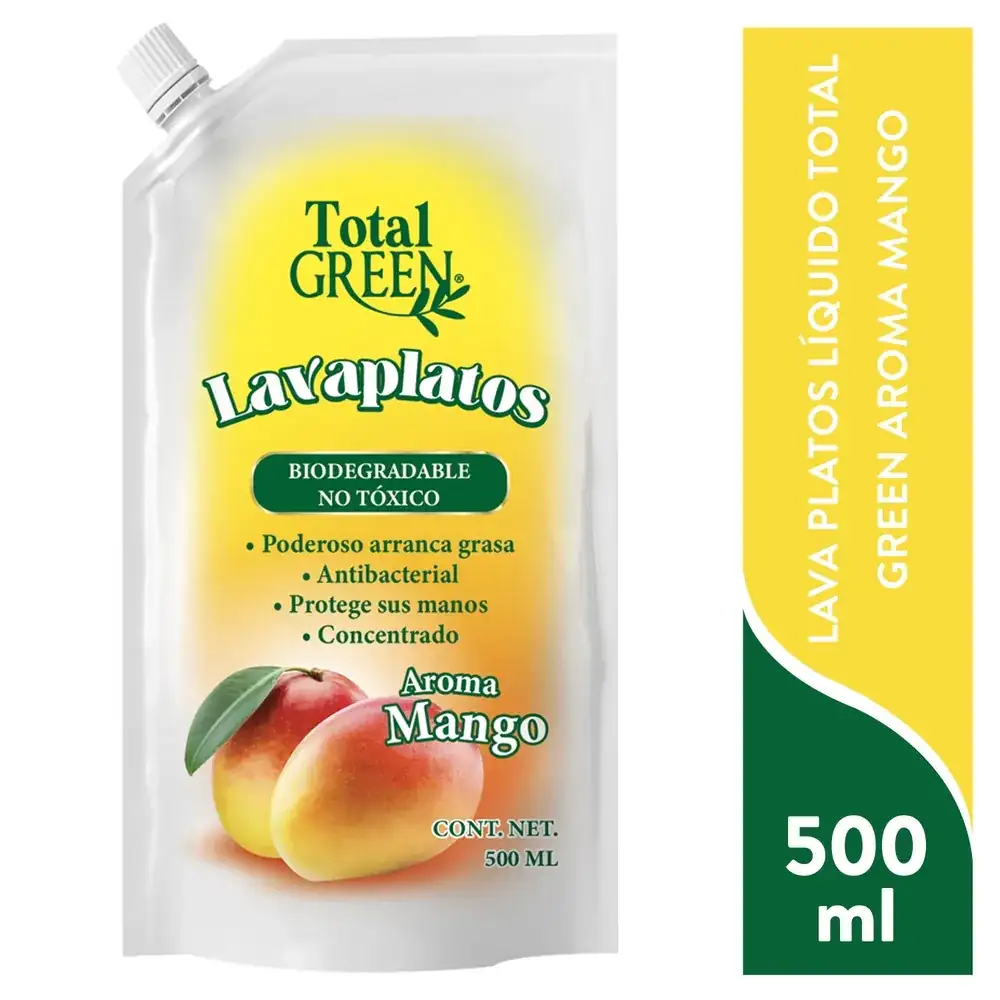 Total
GREEN®
Lavaplatos
BIODEGRADABLE
NO TÓXICO
• Poderoso arranca grasa
• Antibacterial
• Protege sus manos
• Concentrado
Aroma
Mango
CONT. NET.
500 ML
LAVA PLATOS LÍQUIDO TOTAL
GREEN AROMA MANGO
500
ml